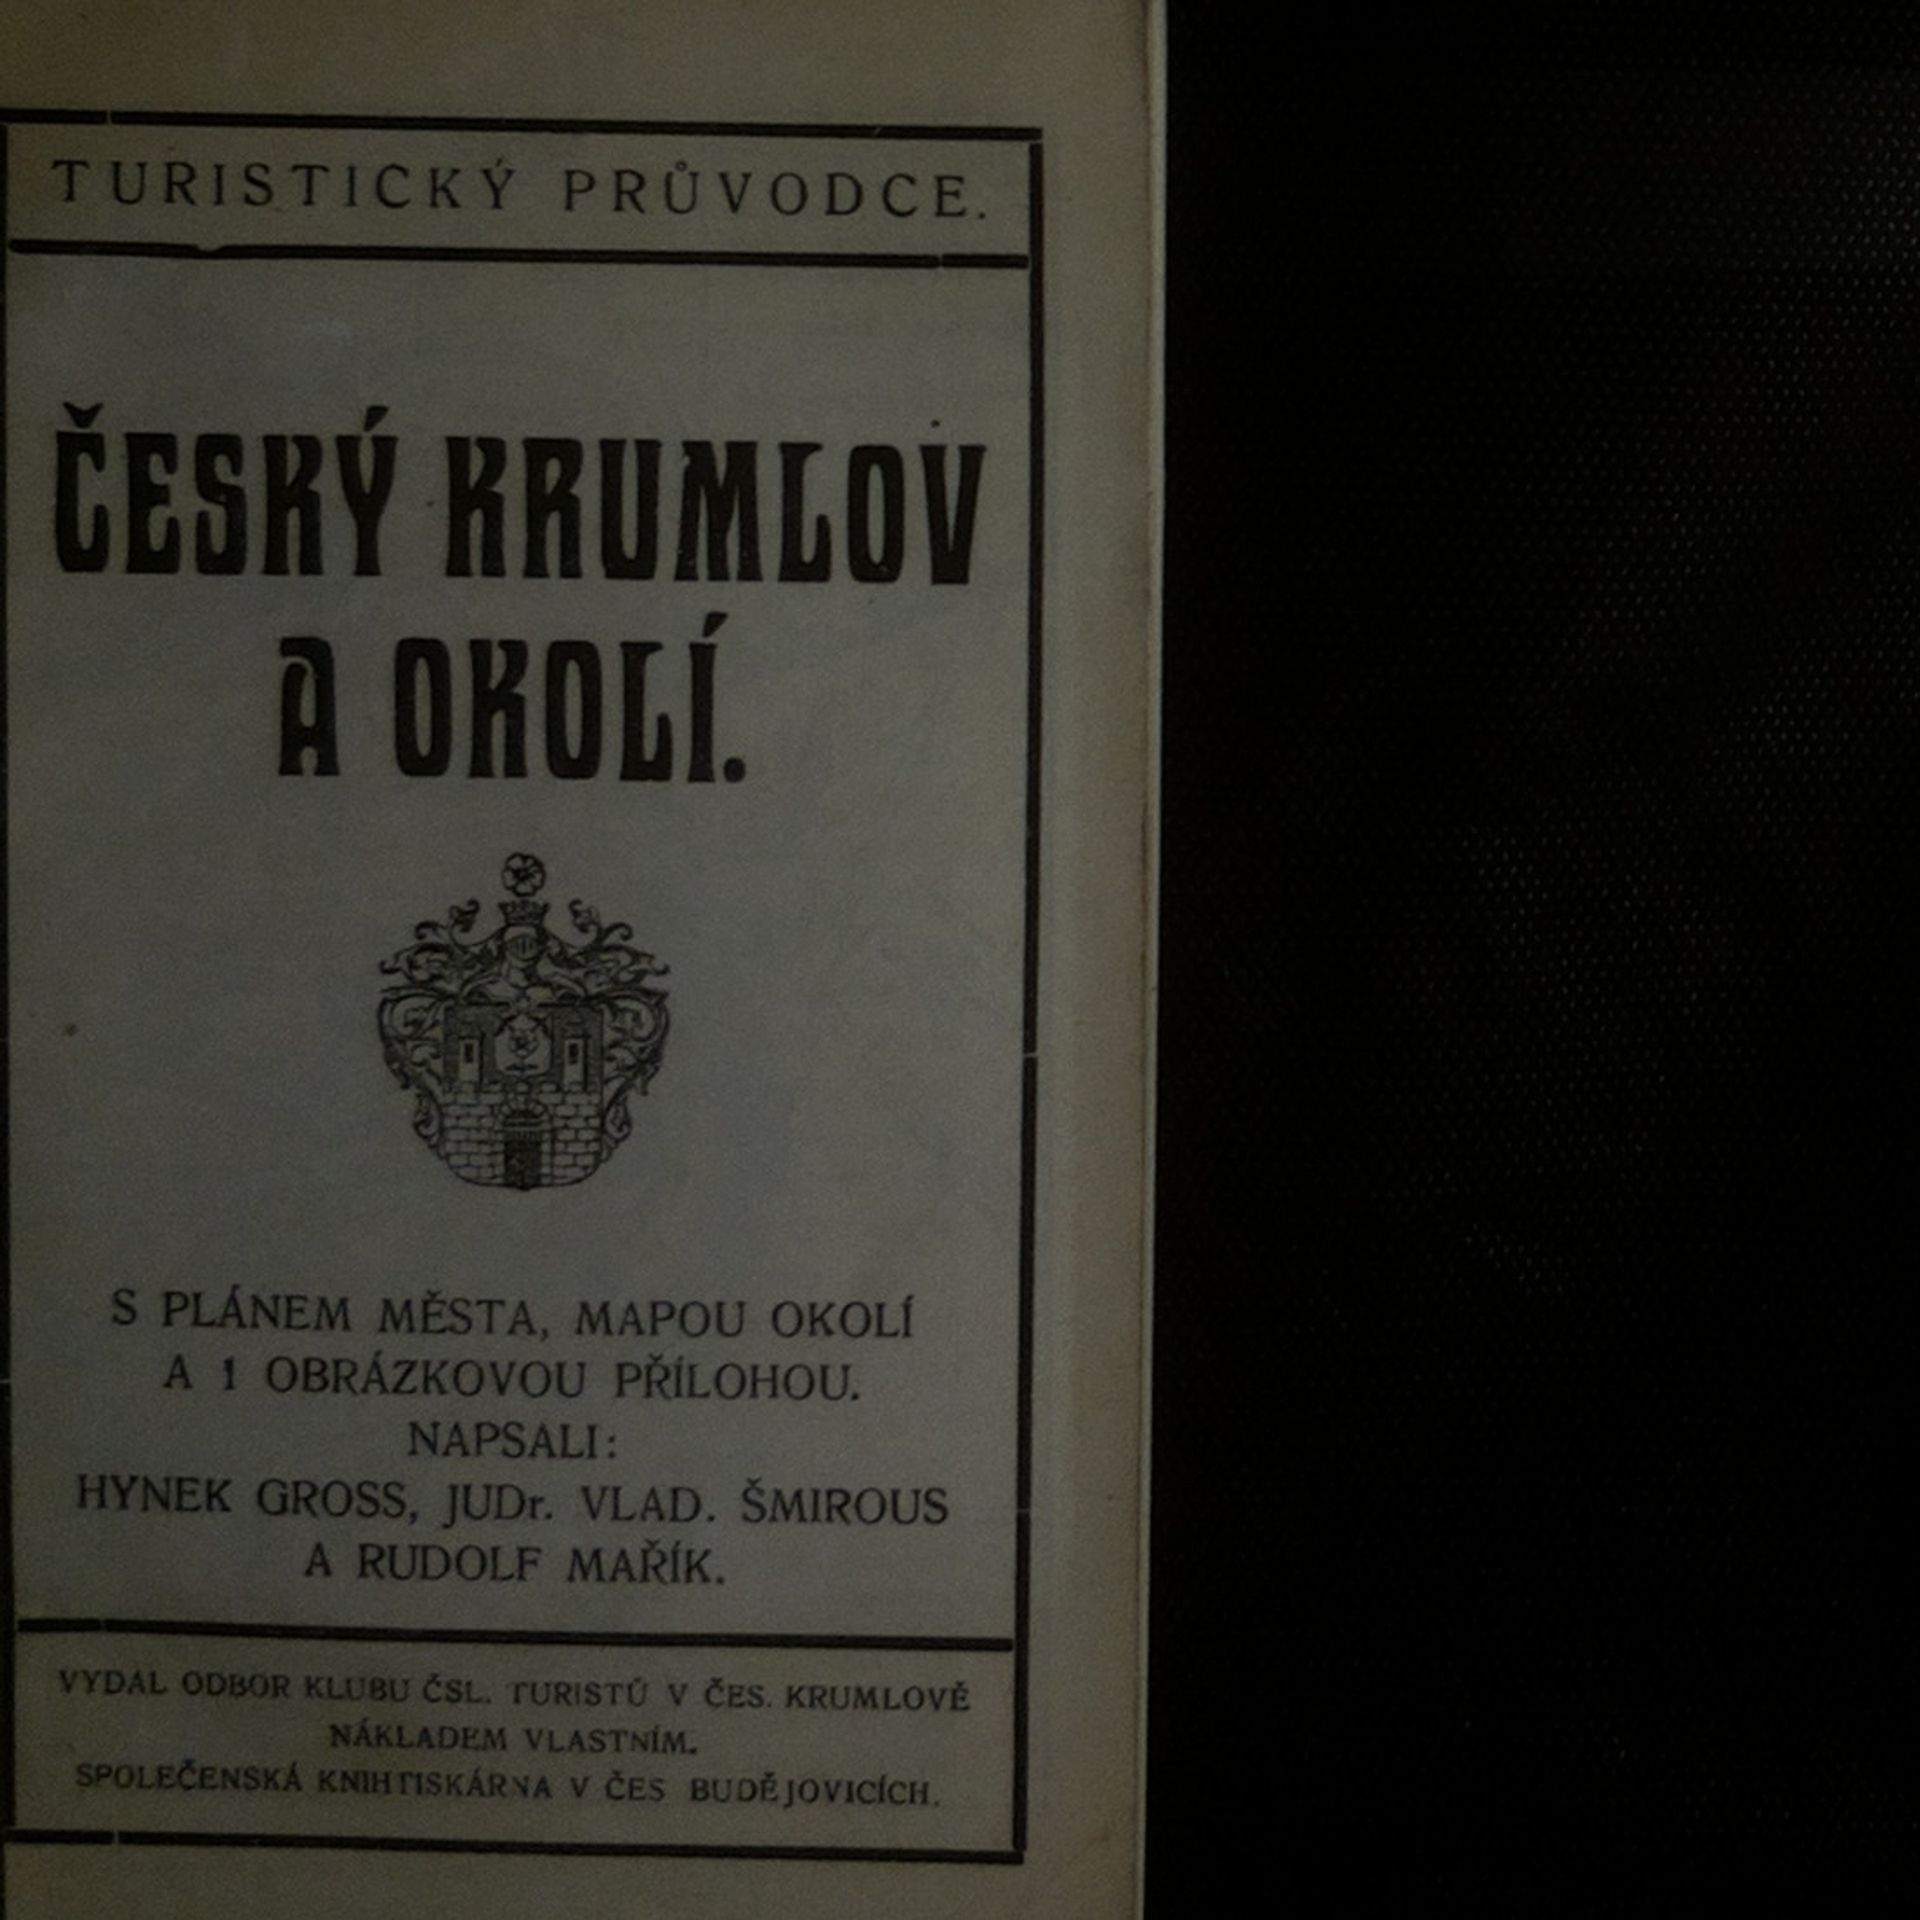 TURISTICKÝ PRŮVODCE.
ČESKÝ KRUMLOV
A OKOLÍ.
S PLÁNEM MĚSTA, MAPOU OKOLÍ
A 1 OBRÁZKOVOU PŘÍLOHOU.
NAPSALI:
HYNEK GROSS, JUDr. VLAD. ŠMIROUS
A RUDOLF MAŘÍK.
VYDAL ODBOR KLUBU ČSL. TURISTŮ V ČES. KRUMLOVĚ
NÁKLADEM VLASTNÍM.
SPOLEČENSKÁ KNIHTISKÁRNA V ČES BUDĚJOVICÍCH.